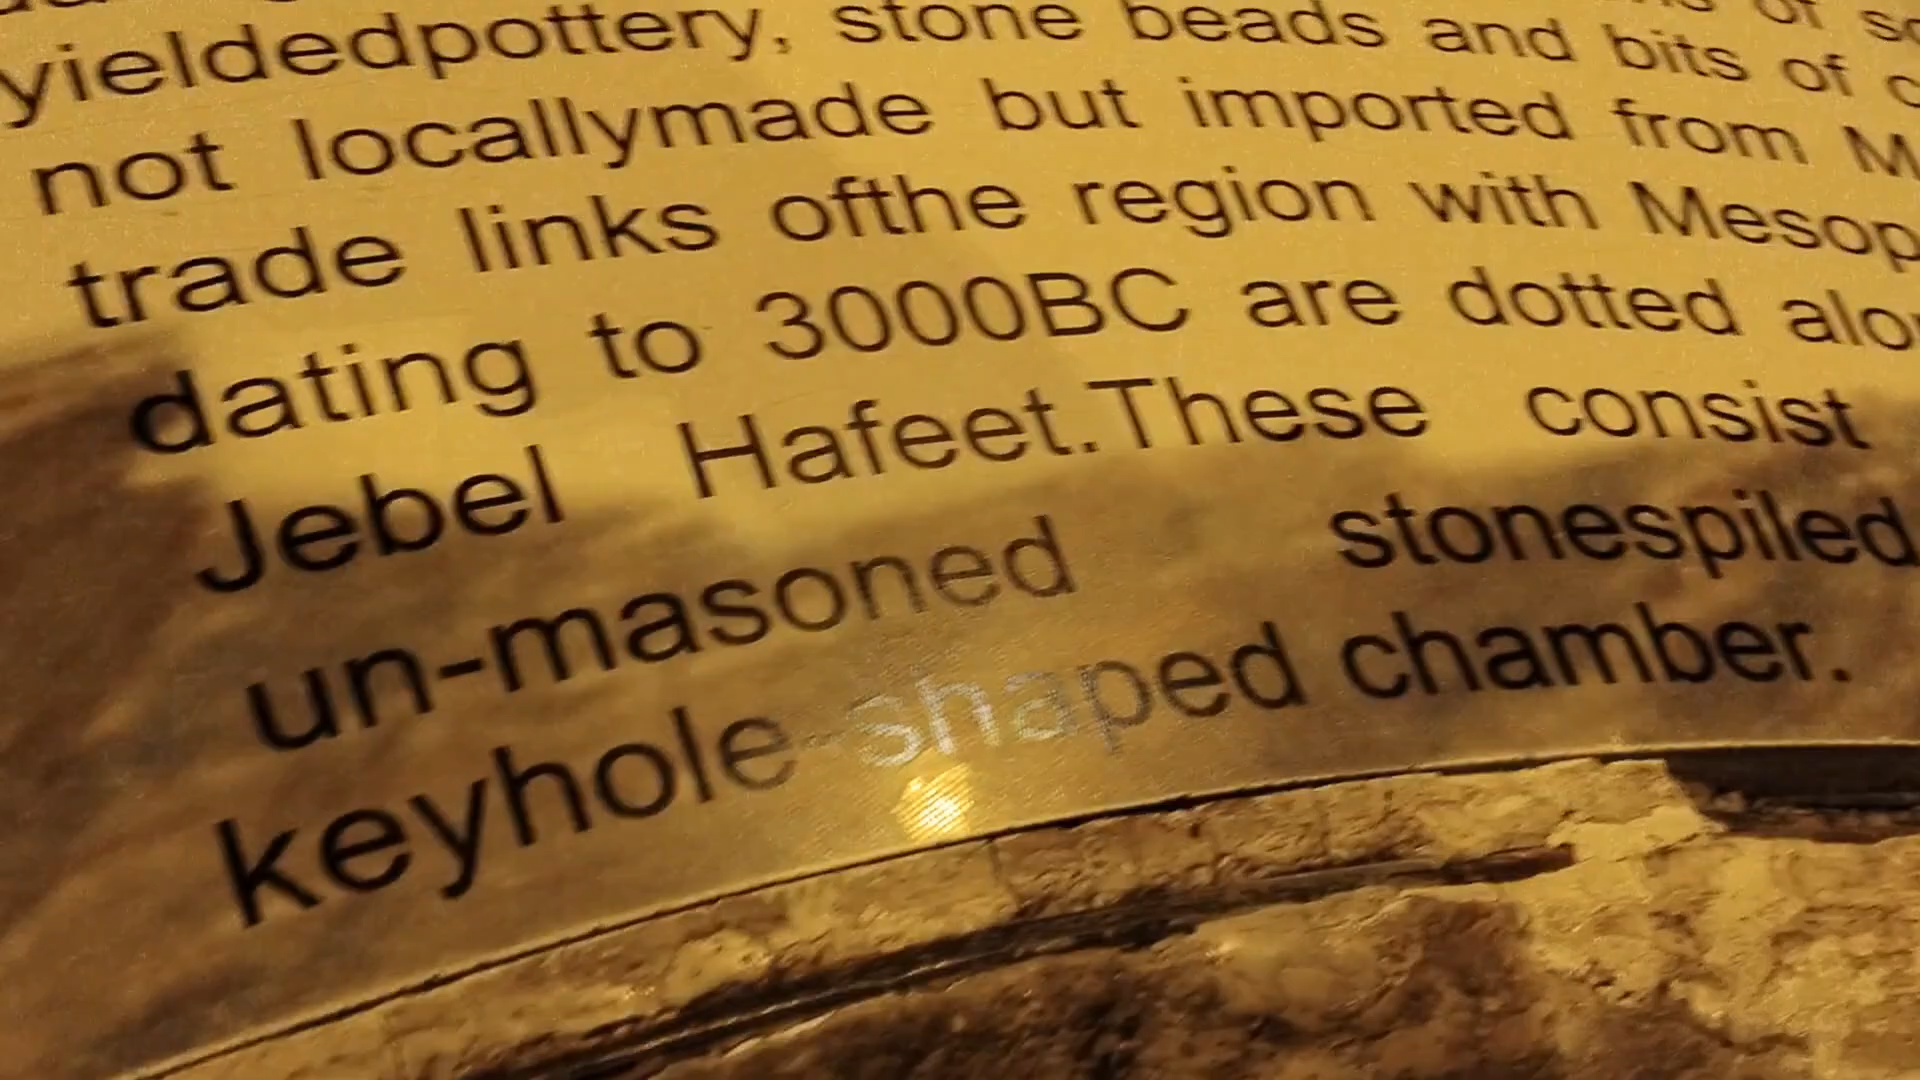 yieldedpottery, stone beads and bits of
not locallymade but imported from
trade links ofthe region with
dating to 3000BC are dotted
Jebel Hafeet.These consist
un-masoned stonespiled
keyhole-shaped chamber.